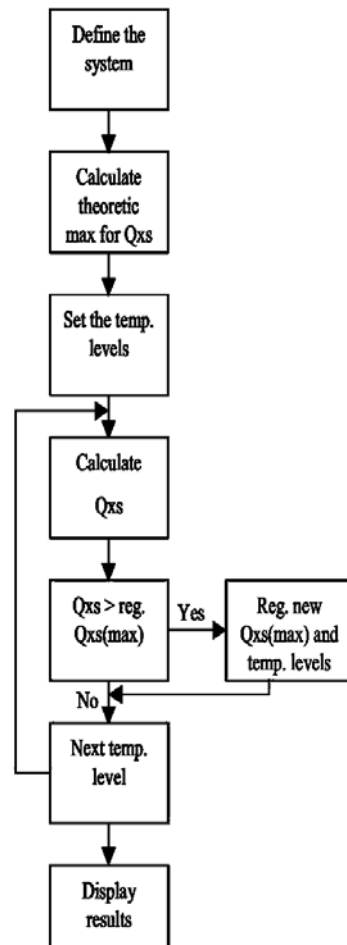 Define the
system
Calculate
theoretic
max for Qxs
Set the temp.
levels
Calculate
Qxs
Qxs > reg.
Qxs(max)
Yes
Reg. new
Qxs(max) and
temp. levels
No
Next temp.
level
Display
results